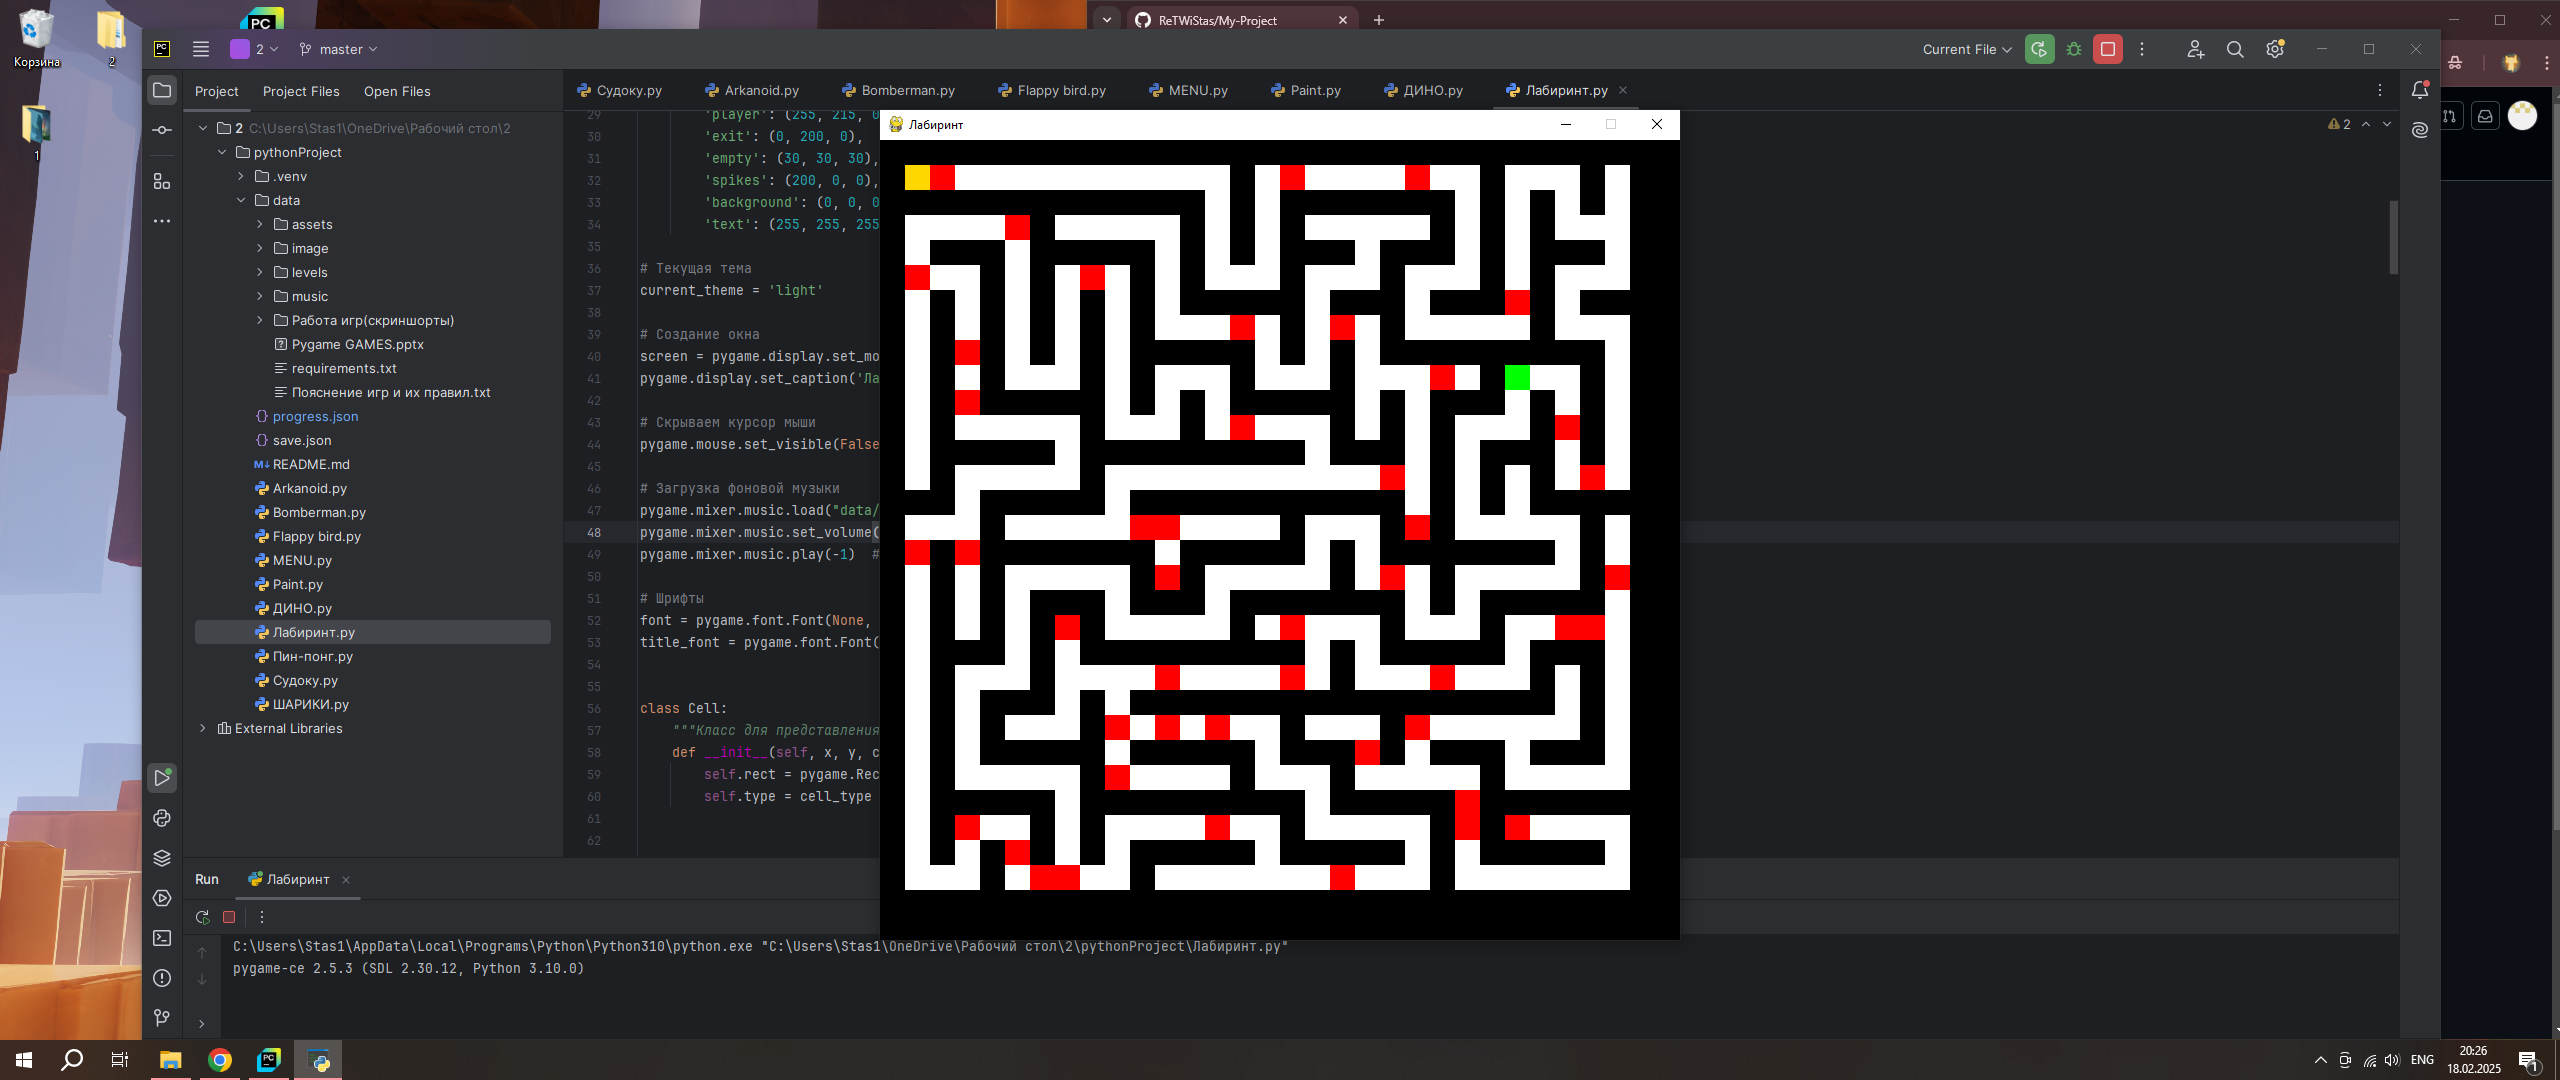 Корзина
2
1
PC
ReTWiStas/My-Project
PC
2
master
Current File
Project
Project Files
Open Files
Судоку.py
Arkanoid.py
Bomberman.py
Flappy bird.py
MENU.py
Paint.py
ДИНО.py
Лабиринт.py
2 C:\Users\Stas1\OneDrive\Рабочий стол\2
pythonProject
.venv
data
assets
image
levels
music
Работа игр(скриншорты)
Pygame GAMES.pptx
requirements.txt
Пояснение игр и их правил.txt
progress.json
save.json
README.md
Arkanoid.py
Bomberman.py
Flappy bird.py
MENU.py
Paint.py
ДИНО.py
Лабиринт.py
Пин-понг.py
Судоку.py
ШАРИКИ.py
External Libraries
29 'player': (255, 215, 0
30 'exit': (0, 200, 0),
31 'empty': (30, 30, 30),
32 'spikes': (200, 0, 0),
33 'background': (0, 0, 0
34 'text': (255, 255, 255
35
36 # Текущая тема
37 current_theme = 'light'
38
39 # Создание окна
40 screen = pygame.display.set_mo
41 pygame.display.set_caption('Ла
42
43 # Скрываем курсор мыши
44 pygame.mouse.set_visible(False
45
46 # Загрузка фоновой музыки
47 pygame.mixer.music.load("data/
48 pygame.mixer.music.set_volume(
49 pygame.mixer.music.play(-1) #
50
51 # Шрифты
52 font = pygame.font.Font(None,
53 title_font = pygame.font.Font(
54
55
56 class Cell:
57 """Класс для представления
58 def __init__(self, x, y, c
59 self.rect = pygame.Rec
60 self.type = cell_type
61
62
Лабиринт
2
Run
Лабиринт
C:\Users\Stas1\AppData\Local\Programs\Python\Python310\python.exe "C:\Users\Stas1\OneDrive\Рабочий стол\2\pythonProject\Лабиринт.py"
pygame-ce 2.5.3 (SDL 2.30.12, Python 3.10.0)
PC
ENG
20:26
18.02.2025
1